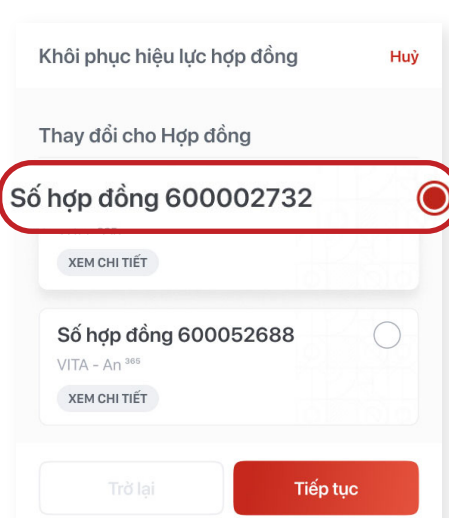 Khôi phục hiệu lực hợp đồng Huỷ
Thay đổi cho Hợp đồng
Số hợp đồng 600002732
XEM CHI TIẾT
Số hợp đồng 600052688
VITA - An 365
XEM CHI TIẾT
Trở lại Tiếp tục